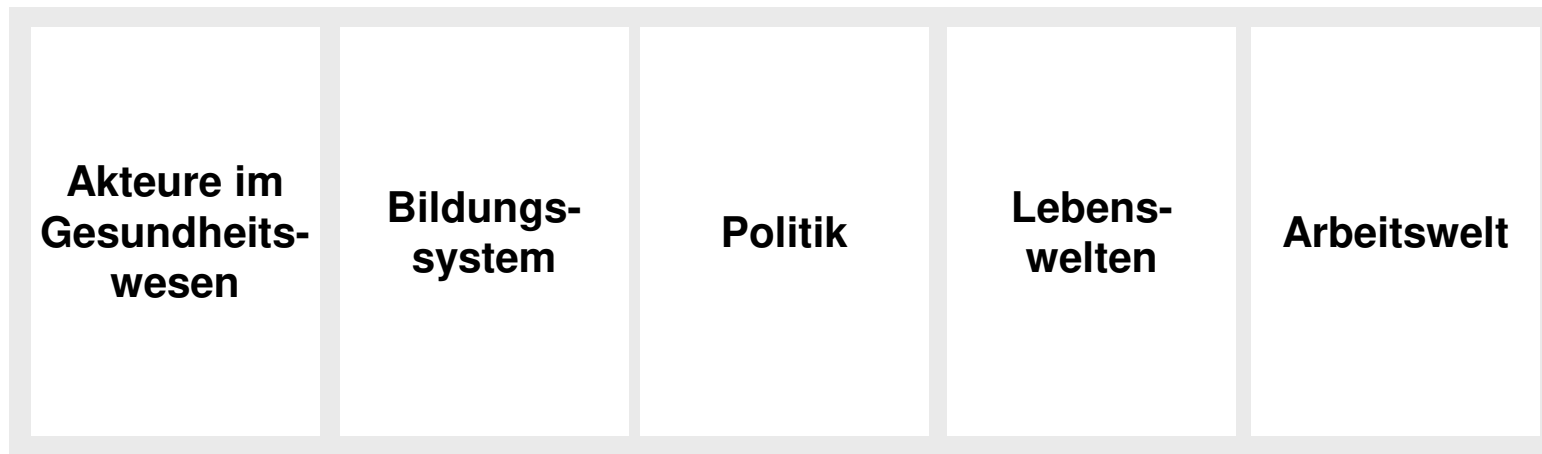 Akteure im
Gesundheits-
wesen
Bildungs-
system
Politik
Lebens-
welten
Arbeitswelt